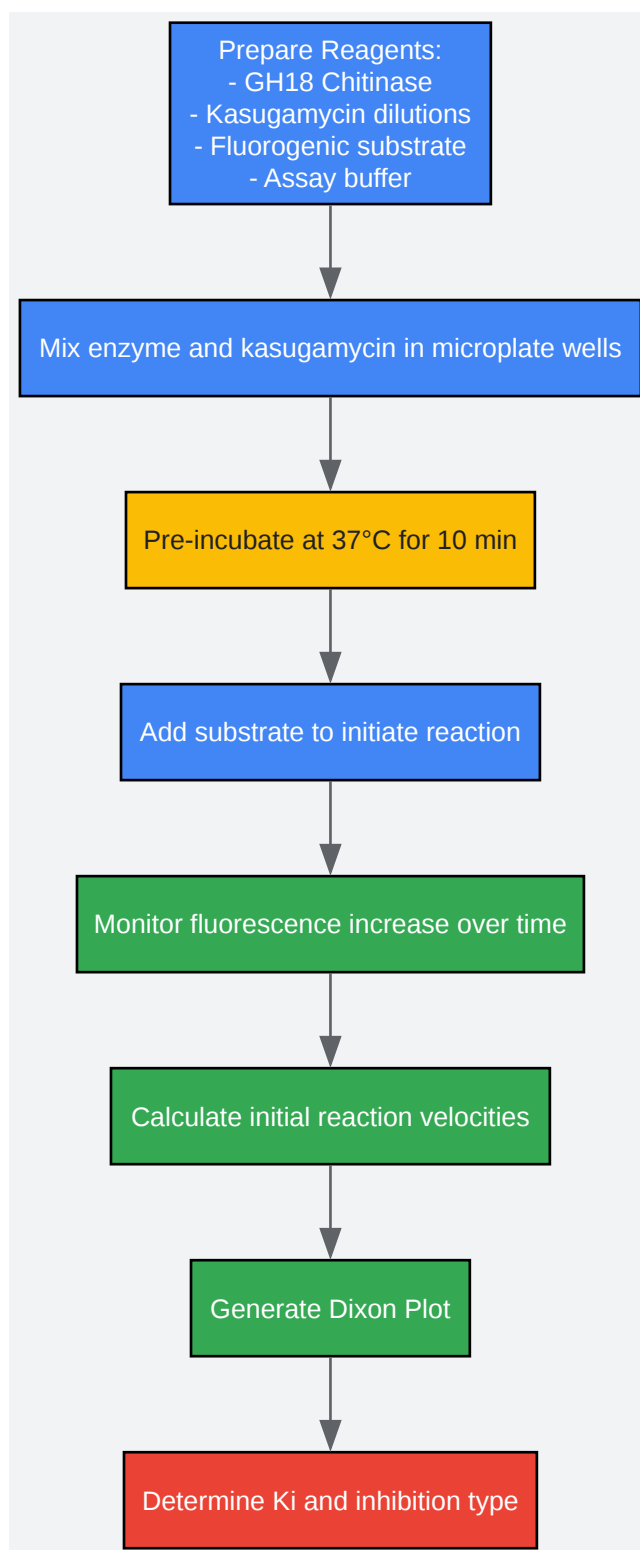 Prepare Reagents:
- GH18 Chitinase
- Kasugamycin dilutions
- Fluorogenic substrate
- Assay buffer
Mix enzyme and kasugamycin in microplate wells
Pre-incubate at 37°C for 10 min
Add substrate to initiate reaction
Monitor fluorescence increase over time
Calculate initial reaction velocities
Generate Dixon Plot
Determine Ki and inhibition type